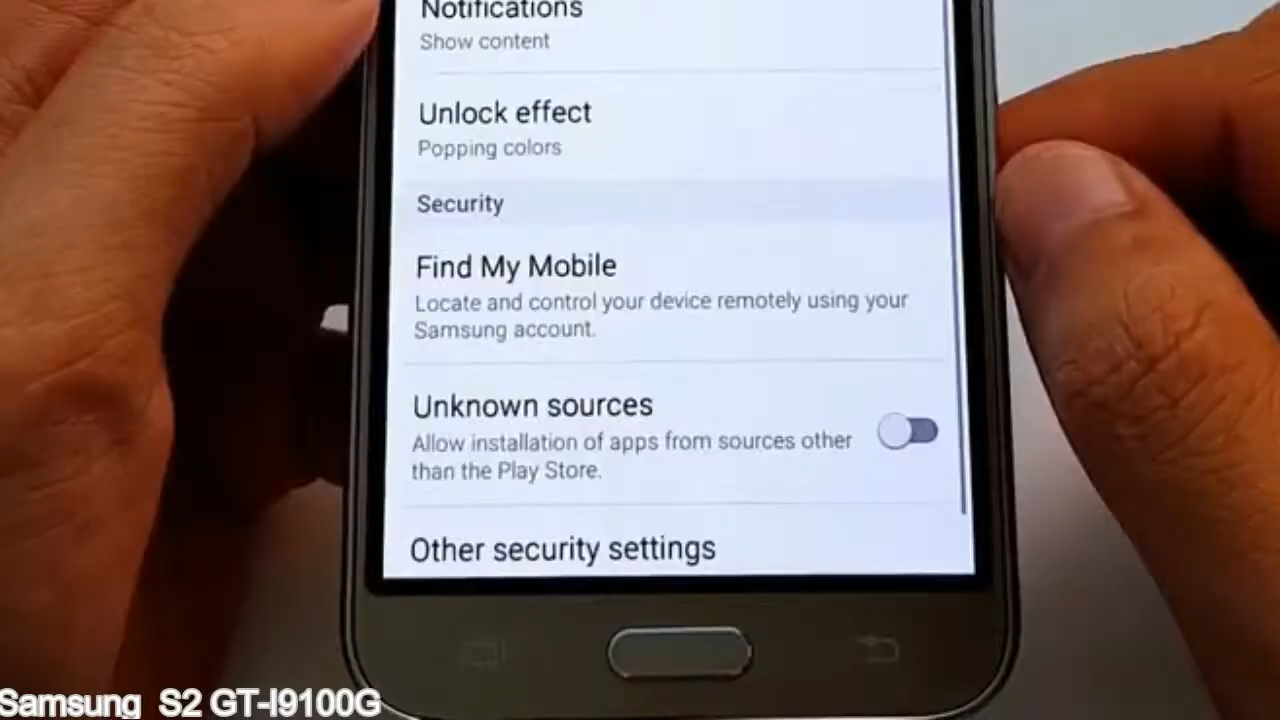 Notifications
Show content
Unlock effect
Popping colors
Security
Find My Mobile
Locate and control your device remotely using your
Samsung account.
Unknown sources
Allow installation of apps from sources other
than the Play Store.
Other security settings
Samsung S2 GT-I9100G